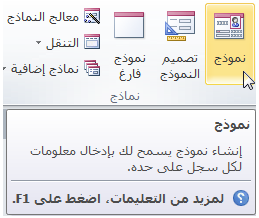 نموذج
تصميم
النموذج
نموذج
فارغ
معالج النماذج
التنقل
نماذج إضافية
نماذج
نموذج
إنشاء نموذج يسمح لك بإدخال معلومات
لكل سجل على حده.
لمزيد من التعليمات، اضغط على F1.